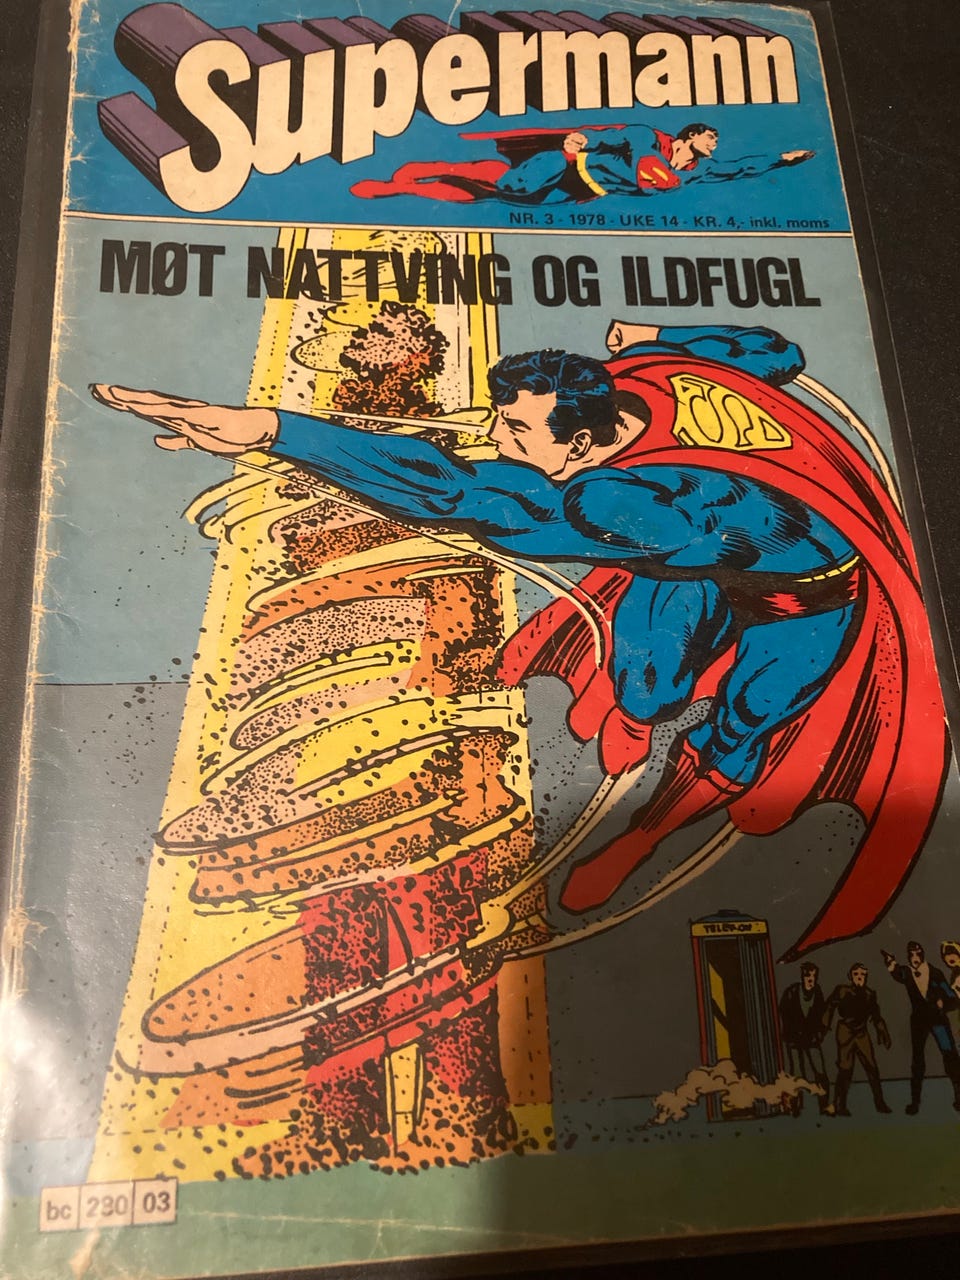 Supermann
NR. 3 - 1978 - UKE 14 - KR. 4,- inkl. moms
MØT NATTVING OG ILDFUGL
TELEFON
bc 230 03